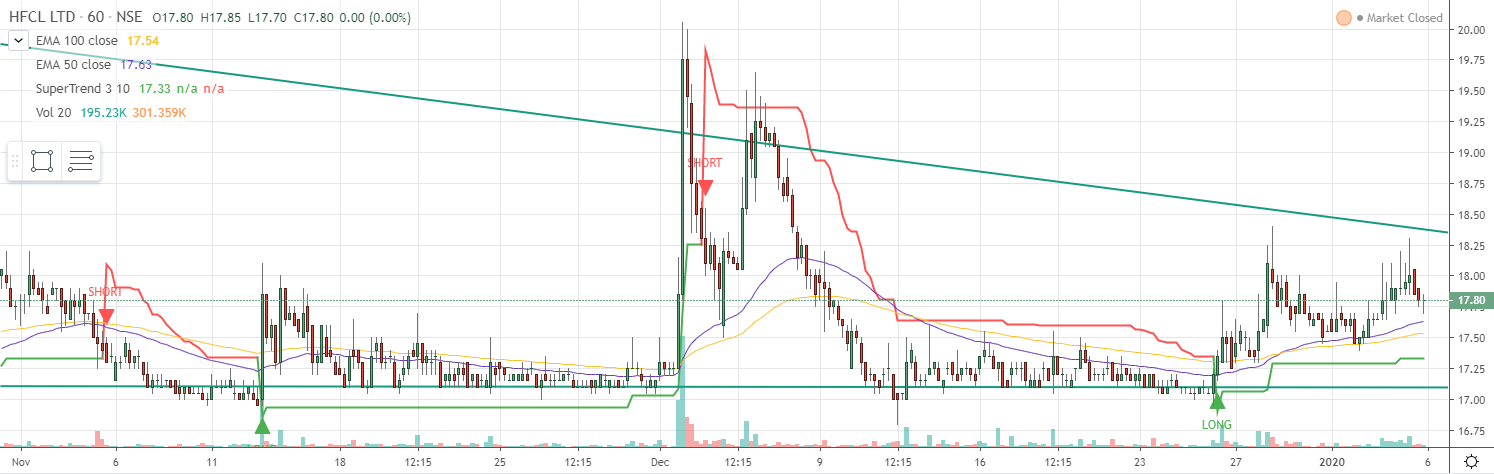 HFCL LTD · 60 · NSE O17.80 H17.85 L17.70 C17.80 0.00 (0.00%)
Market Closed
EMA 100 close 17.54
EMA 50 close 17.63
SuperTrend 3 10 17.33 n/a n/a
Vol 20 195.23K 301.359K
SHORT
SHORT
LONG
20.00
19.75
19.50
19.25
19.00
18.75
18.50
18.25
18.00
17.80
17.50
17.25
17.00
16.75
Nov 6 11 18 12:15 25 12:15 Dec 12:15 9 12:15 16 12:15 23 27 2020 6